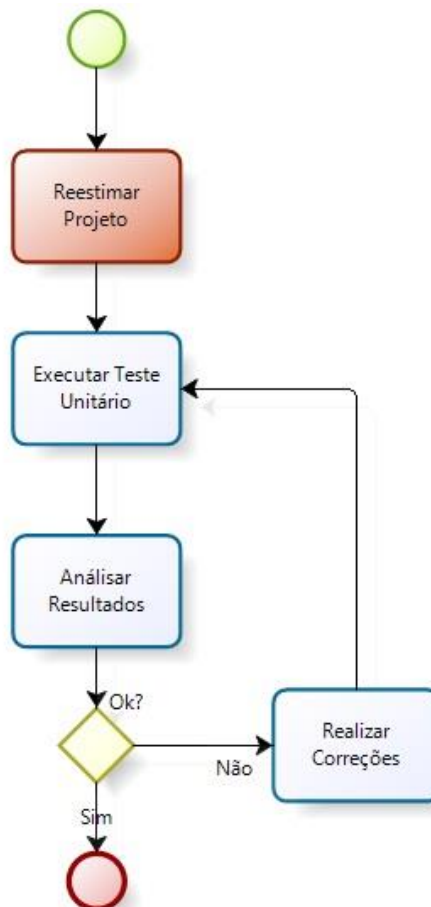 Reestimar
Projeto
Executar Teste
Unitário
Análisar
Resultados
Ok?
Realizar
Correções
Não
Sim